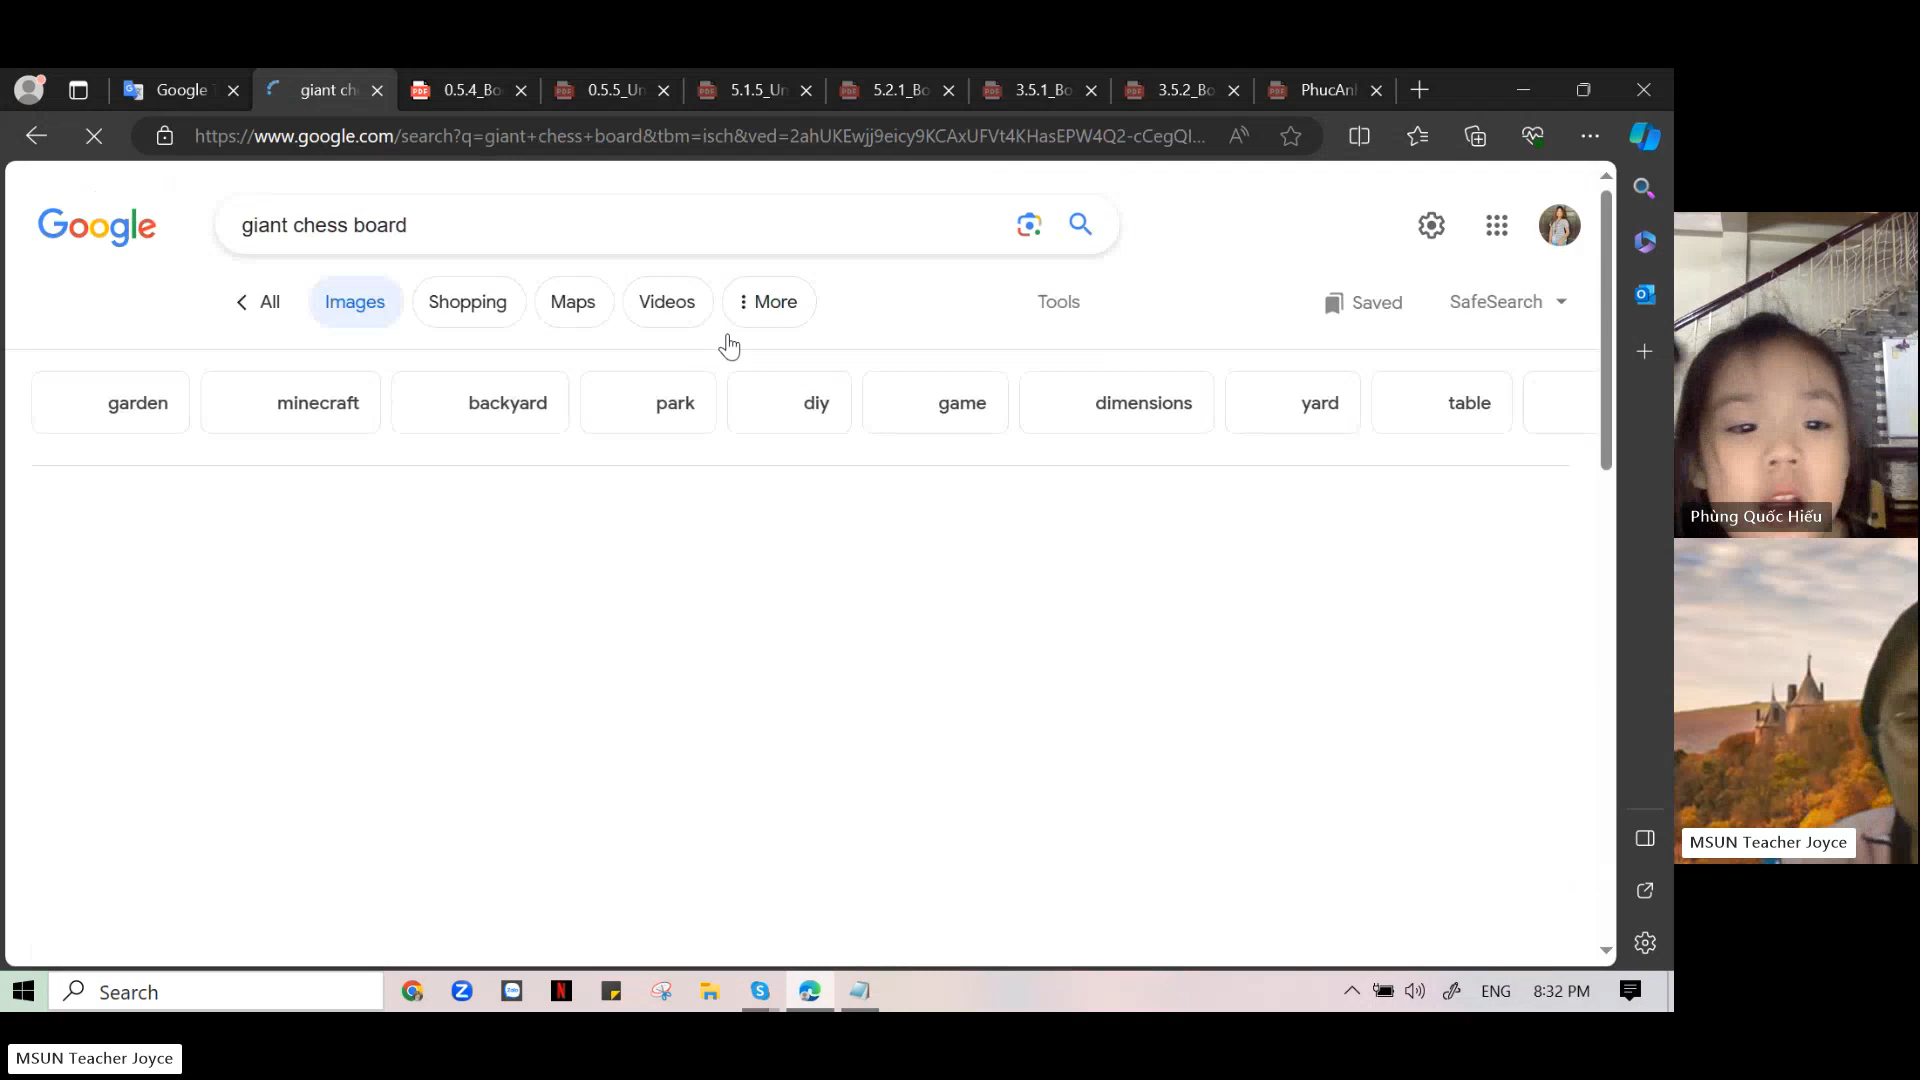 Google T
giant ch
0.5.4_Bo
0.5.5_Un
5.1.5_Un
5.2.1_Bo
3.5.1_Bo
3.5.2_Bo
PhucAnh
https://www.google.com/search?q=giant+chess+board&tbm=isch&ved=2ahUKEwjj9eicy9KCAxUFVt4KHasEPW4Q2-cCegQI...
Google
giant chess board
All
Images
Shopping
Maps
Videos
More
Tools
Saved
SafeSearch
garden
minecraft
backyard
park
diy
game
dimensions
yard
table
Phùng Quốc Hiếu
MSUN Teacher Joyce
Search
ENG
8:32 PM
MSUN Teacher Joyce